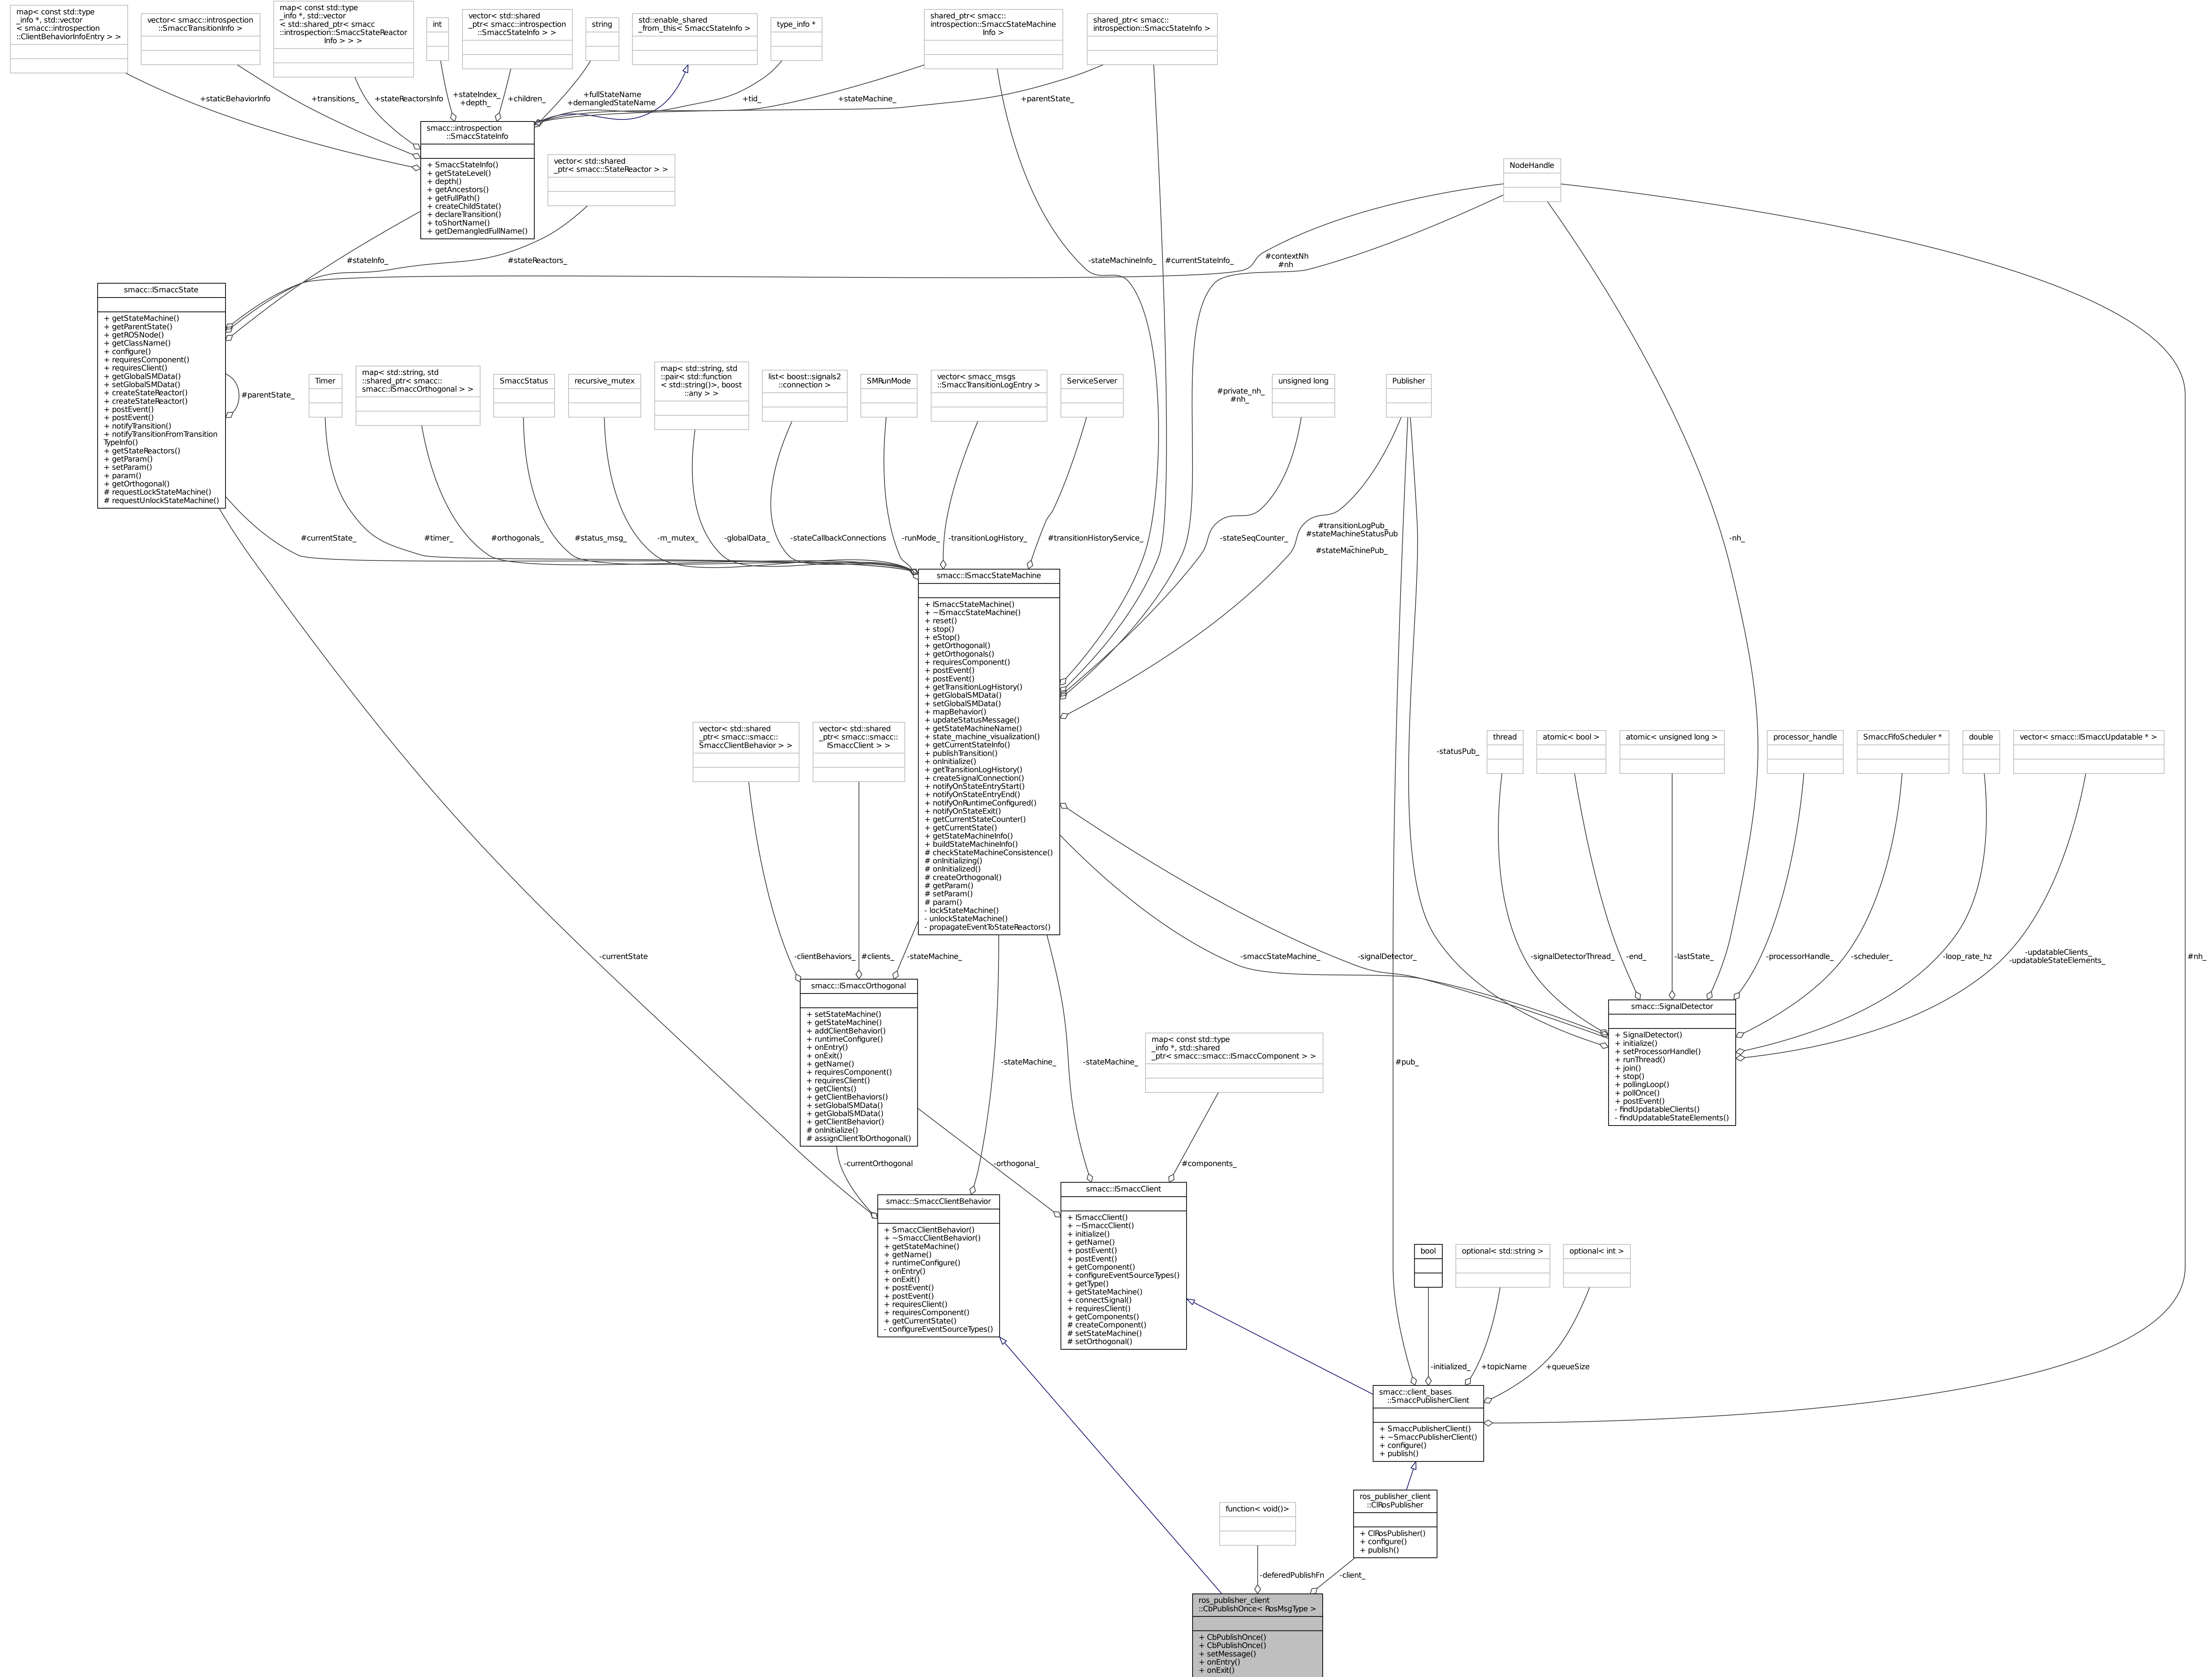 map< const std::type
_info *, std::vector
< smacc::introspection
::ClientBehaviorInfoEntry > >
vector< smacc::introspection
::SmaccTransitionInfo >
map< const std::type
_info *, std::vector
< std::shared_ptr< smacc
::introspection::SmaccStateReactor
Info > > >
int
vector< std::shared
_ptr< smacc::introspection
::SmaccStateInfo > >
string
std::enable_shared
_from_this< SmaccStateInfo >
type_info *
shared_ptr< smacc::
introspection::SmaccStateMachine
Info >
shared_ptr< smacc::
introspection::SmaccStateInfo >
+staticBehaviorInfo
+transitions_
+stateReactorsInfo
+stateIndex_
+depth_
+children_
+fullStateName
+demangledStateName
+tid_
+stateMachine_
+parentState_
smacc::introspection
::SmaccStateInfo
+ SmaccStateInfo()
+ getStateLevel()
+ depth()
+ getAncestors()
+ getFullPath()
+ createChildState()
+ declareTransition()
+ toShortName()
+ getDemangledFullName()
vector< std::shared
_ptr< smacc::StateReactor > >
NodeHandle
#stateInfo_
#stateReactors_
-stateMachineInfo_
#currentStateInfo_
#contextNh
#nh
smacc::ISmaccState
+ getStateMachine()
+ getParentState()
+ getROSNode()
+ getClassName()
+ configure()
+ requiresComponent()
+ requiresClient()
+ getGlobalSMData()
+ setGlobalSMData()
+ createStateReactor()
+ createStateReactor()
+ postEvent()
+ postEvent()
+ notifyTransition()
+ notifyTransitionFromTransition
TypeInfo()
+ getStateReactors()
+ getParam()
+ setParam()
+ param()
+ getOrthogonal()
# requestLockStateMachine()
# requestUnlockStateMachine()
#parentState_
Timer
map< std::string, std
::shared_ptr< smacc::
smacc::ISmaccOrthogonal > >
SmaccStatus
recursive_mutex
map< std::string, std
::pair< std::function
< std::string()>, boost
::any > >
list< boost::signals2
::connection >
SMRunMode
vector< smacc_msgs
::SmaccTransitionLogEntry >
ServiceServer
#private_nh_
#nh_
unsigned long
Publisher
#currentState_
#timer_
#orthogonals_
#status_msg_
-m_mutex_
-globalData_
-stateCallbackConnections
-runMode_
-transitionLogHistory_
#transitionHistoryService_
-stateSeqCounter_
#transitionLogPub_
#stateMachineStatusPub
_
#stateMachinePub_
-nh_
smacc::ISmaccStateMachine
+ ISmaccStateMachine()
+ ~ISmaccStateMachine()
+ reset()
+ stop()
+ eStop()
+ getOrthogonal()
+ getOrthogonals()
+ requiresComponent()
+ postEvent()
+ postEvent()
+ getTransitionLogHistory()
+ getGlobalSMData()
+ setGlobalSMData()
+ mapBehavior()
+ updateStatusMessage()
+ getStateMachineName()
+ state_machine_visualization()
+ getCurrentStateInfo()
+ publishTransition()
+ onInitialize()
+ getTransitionLogHistory()
+ createSignalConnection()
+ notifyOnStateEntryStart()
+ notifyOnStateEntryEnd()
+ notifyOnRuntimeConfigured()
+ notifyOnStateExit()
+ getCurrentStateCounter()
+ getCurrentState()
+ getStateMachineInfo()
+ buildStateMachineInfo()
# checkStateMachineConsistence()
# onInitializing()
# onInitialized()
# createOrthogonal()
# getParam()
# setParam()
# param()
- lockStateMachine()
- unlockStateMachine()
- propagateEventToStateReactors()
vector< std::shared
_ptr< smacc::smacc::
SmaccClientBehavior > >
vector< std::shared
_ptr< smacc::smacc::
ISmaccClient > >
-statusPub_
thread
atomic< bool >
atomic< unsigned long >
processor_handle
SmaccFifoScheduler *
double
vector< smacc::ISmaccUpdatable * >
-currentState
-clientBehaviors_
#clients_
-stateMachine_
-smaccStateMachine_
-signalDetector_
-signalDetectorThread_
-end_
-lastState_
-processorHandle_
-scheduler_
-loop_rate_hz
-updatableClients_
-updatableStateElements_
#nh_
smacc::ISmaccOrthogonal
+ setStateMachine()
+ getStateMachine()
+ addClientBehavior()
+ runtimeConfigure()
+ onEntry()
+ onExit()
+ getName()
+ requiresComponent()
+ requiresClient()
+ getClients()
+ getClientBehaviors()
+ setGlobalSMData()
+ getGlobalSMData()
+ getClientBehavior()
# onInitialize()
# assignClientToOrthogonal()
smacc::SignalDetector
+ SignalDetector()
+ initialize()
+ setProcessorHandle()
+ runThread()
+ join()
+ stop()
+ pollingLoop()
+ pollOnce()
+ postEvent()
- findUpdatableClients()
- findUpdatableStateElements()
-stateMachine_
-stateMachine_
map< const std::type
_info *, std::shared
_ptr< smacc::smacc::ISmaccComponent > >
#pub_
-currentOrthogonal
-orthogonal_
#components_
smacc::SmaccClientBehavior
+ SmaccClientBehavior()
+ ~SmaccClientBehavior()
+ getStateMachine()
+ getName()
+ runtimeConfigure()
+ onEntry()
+ onExit()
+ postEvent()
+ postEvent()
+ requiresClient()
+ requiresComponent()
+ getCurrentState()
- configureEventSourceTypes()
smacc::ISmaccClient
+ ISmaccClient()
+ ~ISmaccClient()
+ initialize()
+ getName()
+ postEvent()
+ postEvent()
+ getComponent()
+ configureEventSourceTypes()
+ getType()
+ getStateMachine()
+ connectSignal()
+ requiresClient()
+ getComponents()
# createComponent()
# setStateMachine()
# setOrthogonal()
bool
optional< std::string >
optional< int >
-initialized_
+topicName
+queueSize
smacc::client_bases
::SmaccPublisherClient
+ SmaccPublisherClient()
+ ~SmaccPublisherClient()
+ configure()
+ publish()
function< void()>
ros_publisher_client
::ClRosPublisher
+ ClRosPublisher()
+ configure()
+ publish()
-deferedPublishFn
-client_
ros_publisher_client
::CbPublishOnce< RosMsgType >
+ CbPublishOnce()
+ CbPublishOnce()
+ setMessage()
+ onEntry()
+ onExit()